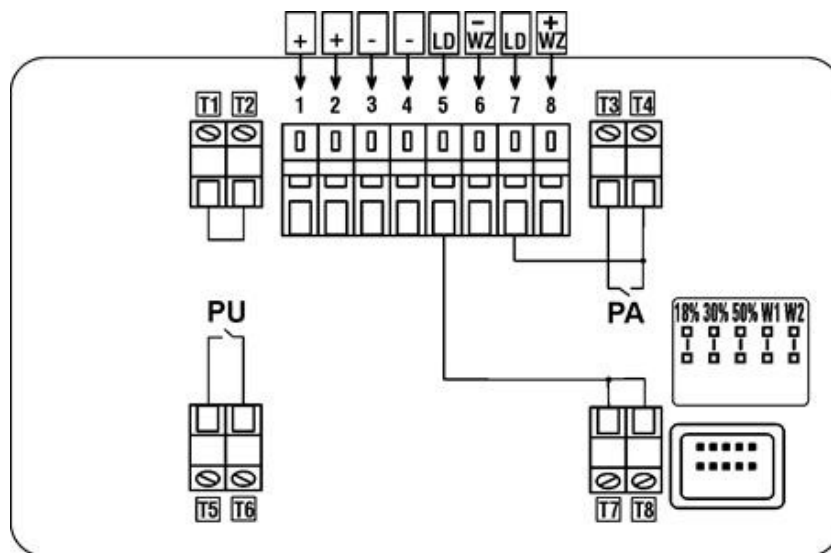 + + - - LD - WZ LD + WZ
1 2 3 4 5 6 7 8
T1 T2 T3 T4
PU PA
18% 30% 50% W1 W2
T5 T6 T7 T8